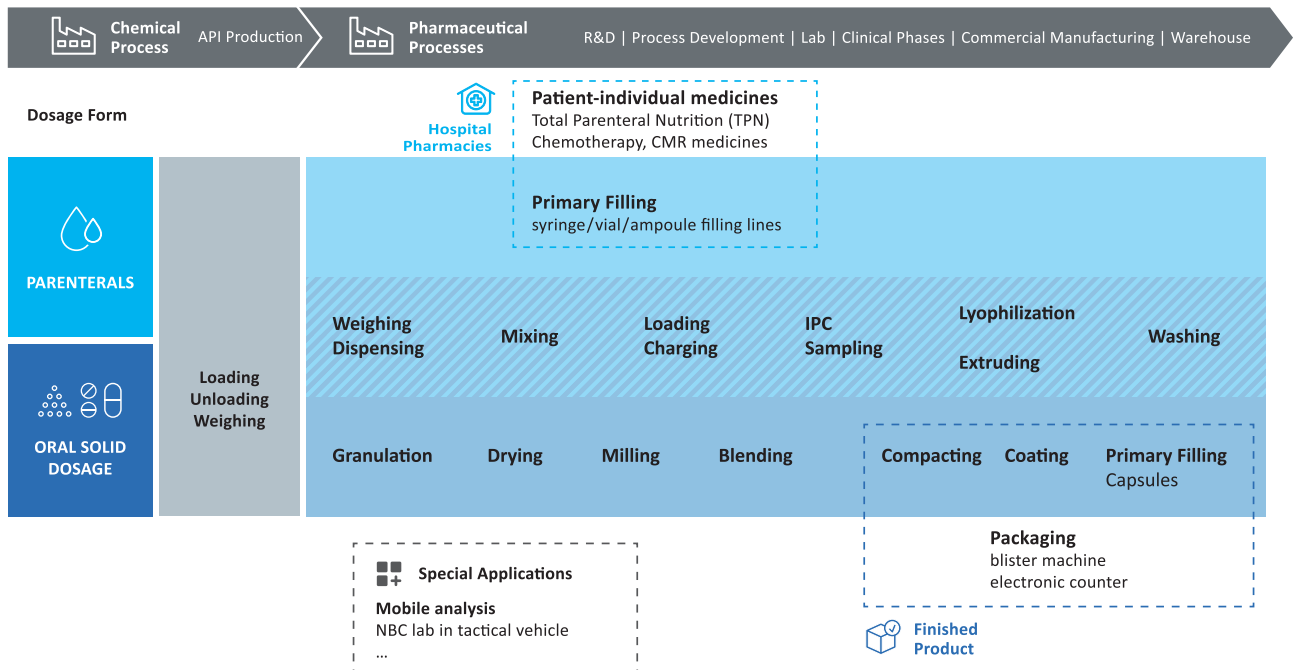 Chemical
Process
API Production
Pharmaceutical
Processes
R&D | Process Development | Lab | Clinical Phases | Commercial Manufacturing | Warehouse
Dosage Form
Hospital
Pharmacies
Patient-individual medicines
Total Parenteral Nutrition (TPN)
Chemotherapy, CMR medicines
Primary Filling
syringe/vial/ampoule filling lines
PARENTERALS
Weighing
Dispensing
Mixing
Loading
Charging
IPC
Sampling
Lyophilization
Extruding
Washing
Loading
Unloading
Weighing
ORAL SOLID
DOSAGE
Granulation
Drying
Milling
Blending
Compacting
Coating
Primary Filling
Capsules
Packaging
blister machine
electronic counter
Special Applications
Mobile analysis
NBC lab in tactical vehicle
...
Finished
Product